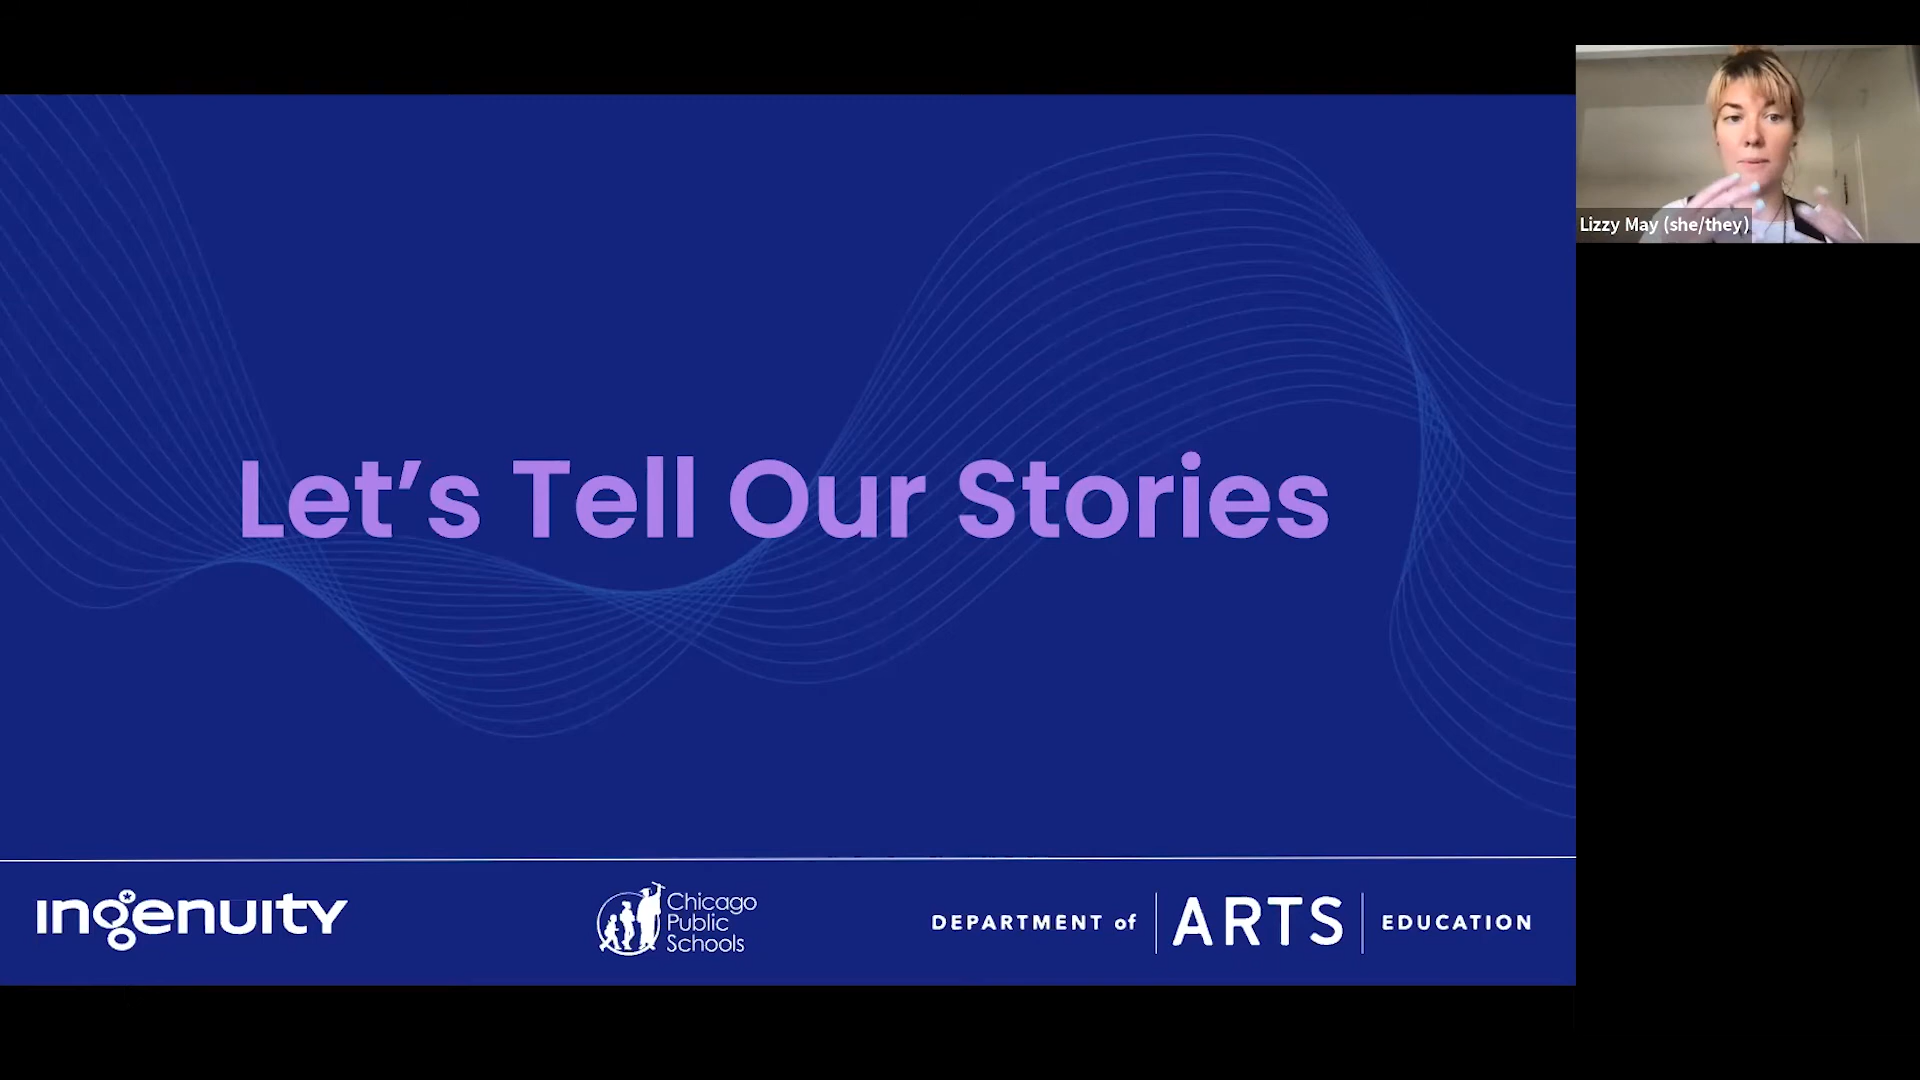 Lizzy May (she/they)
Let's Tell Our Stories
ingenuity
Chicago
Public
Schools
DEPARTMENT of | ARTS | EDUCATION